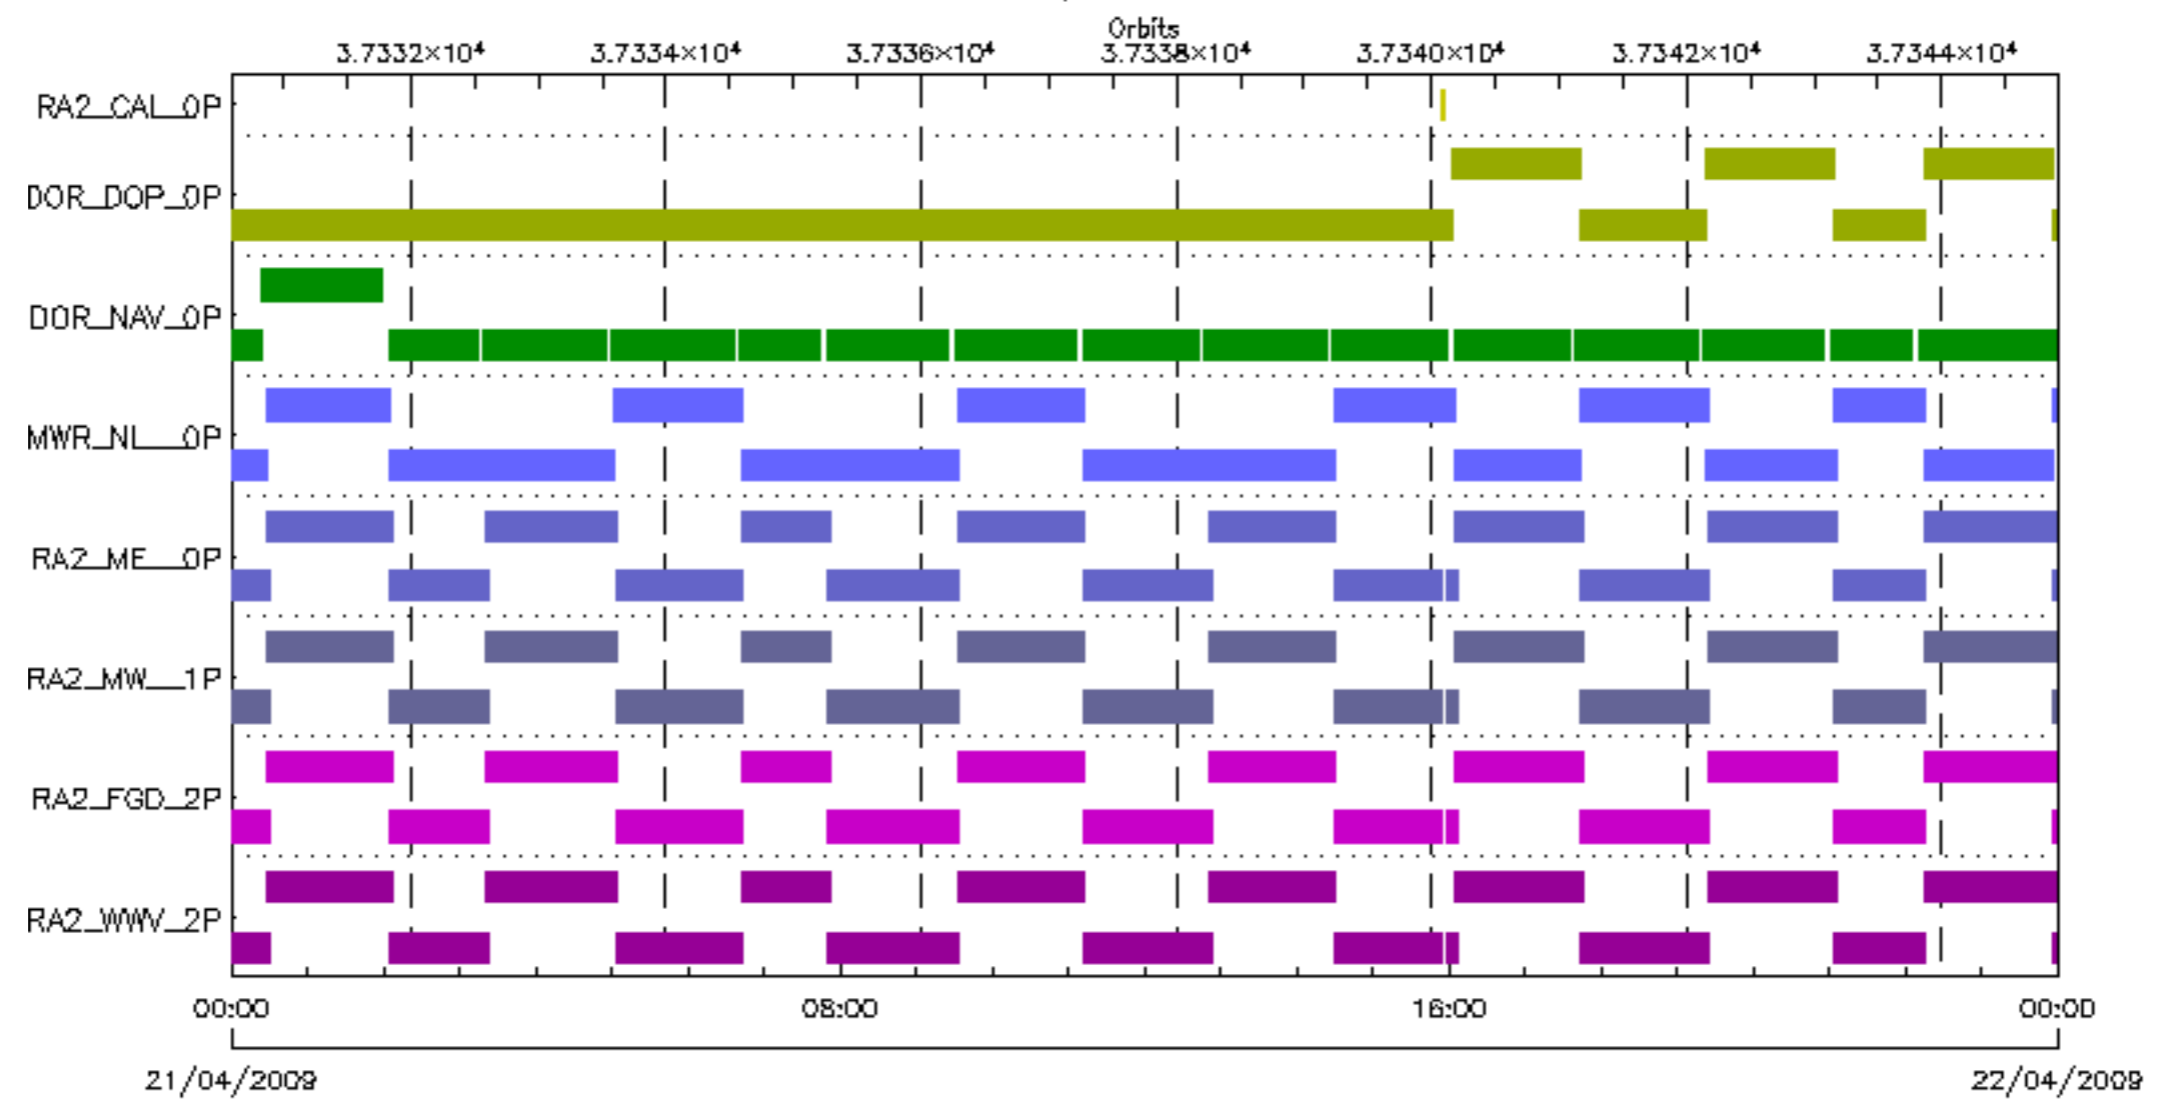 Orbits
3.7332×10⁴ 3.7334×10⁴ 3.7336×10⁴ 3.7338×10⁴ 3.7340×10⁴ 3.7342×10⁴ 3.7344×10⁴
RA2_CAL_0P
DOR_DOP_0P
DOR_NAV_0P
MWR_NL__0P
RA2_ME__0P
RA2_MW__1P
RA2_FGD_2P
RA2_WWV_2P
00:00 08:00 16:00 00:00
21/04/2009 22/04/2009